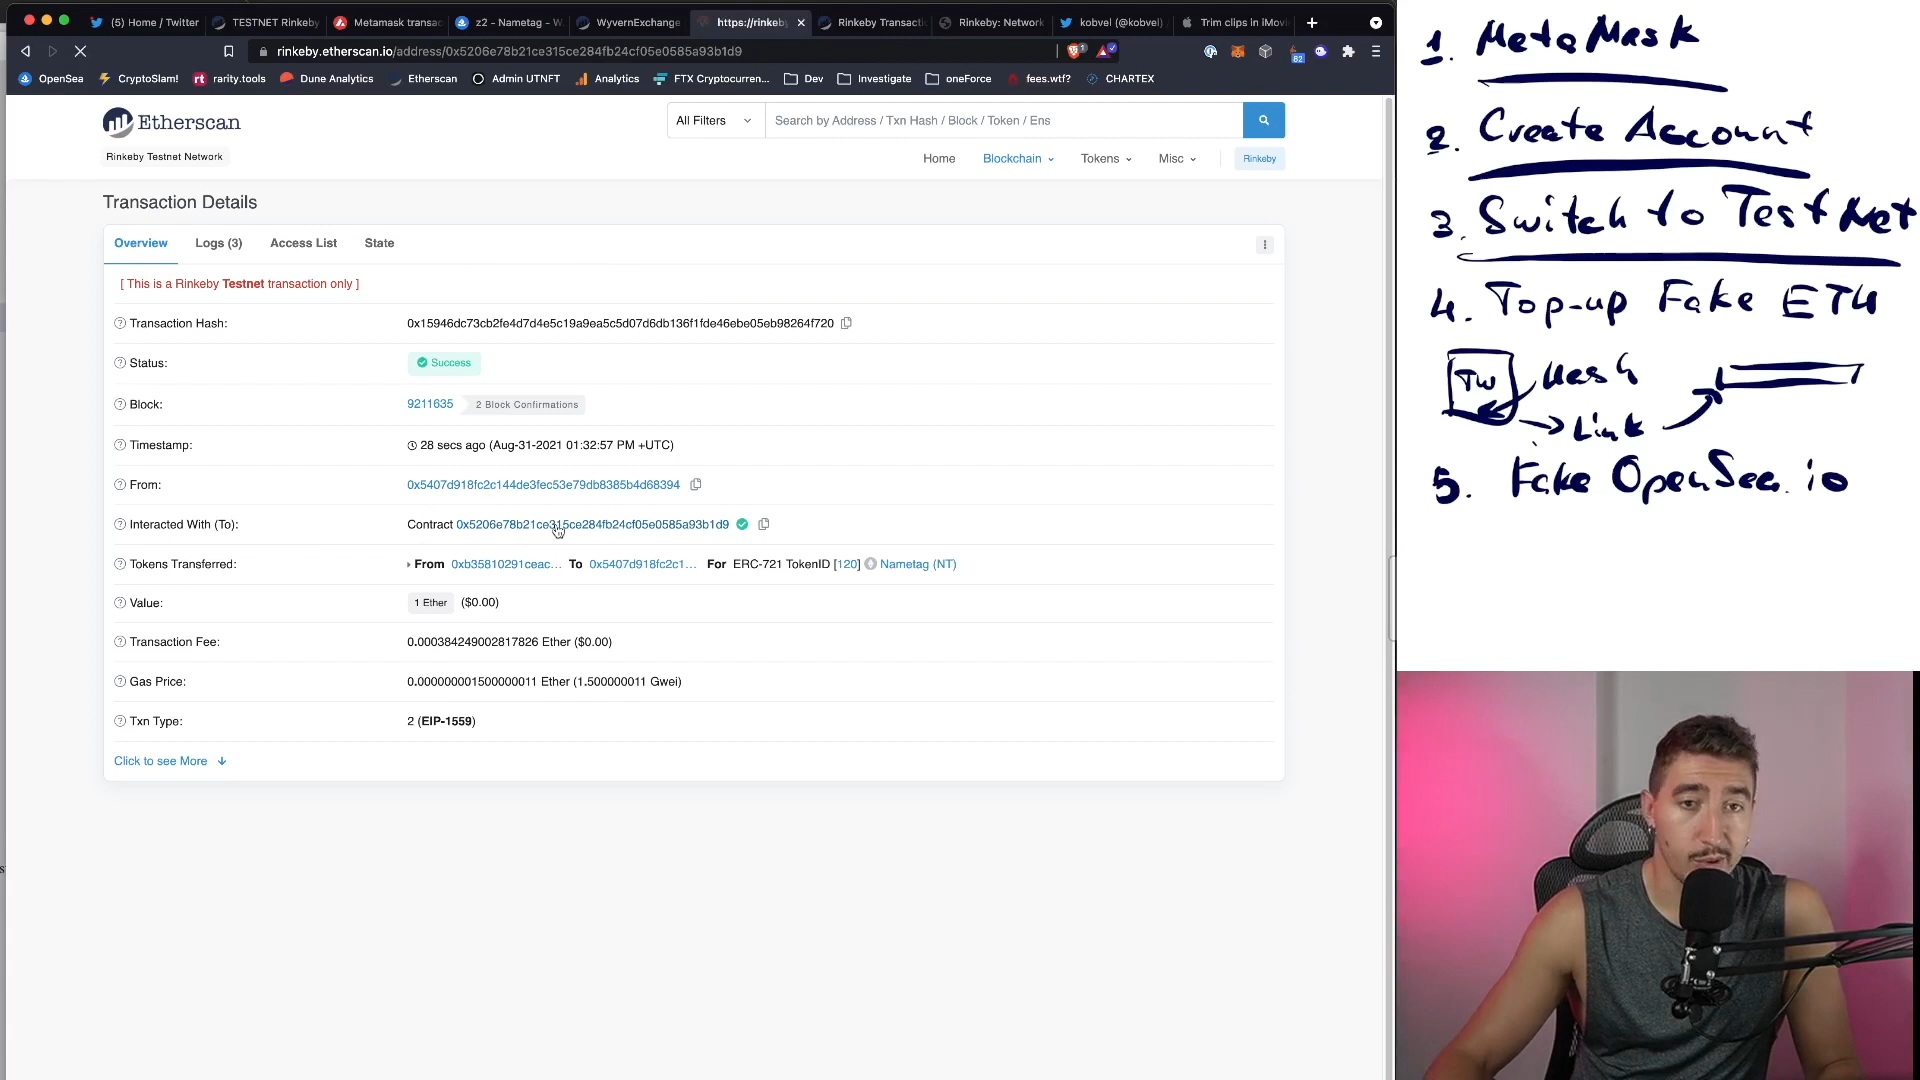 (5) Home / Twitter
TESTNET Rinkeby
Metamask transac
z2 - Nametag - W
WyvernExchange
https://rinkeby
Rinkeby Transacti
Rinkeby: Network
kobvel (@kobvel)
Trim clips in iMovi
rinkeby.etherscan.io/address/0x5206e78b21ce315ce284fb24cf05e0585a93b1d9
OpenSea CryptoSlam! rarity.tools Dune Analytics Etherscan Admin UTNFT Analytics FTX Cryptocurren... Dev Investigate oneForce fees.wtf? CHARTEX
Etherscan
All Filters
Search by Address / Txn Hash / Block / Token / Ens
Rinkeby Testnet Network
Home Blockchain Tokens Misc Rinkeby
Transaction Details
Overview Logs (3) Access List State
[ This is a Rinkeby Testnet transaction only ]
Transaction Hash: 0x15946dc73cb2fe4d7d4e5c19a9ea5c5d07d6db136f1fde46ebe05eb98264f720
Status: Success
Block: 9211635 2 Block Confirmations
Timestamp: 28 secs ago (Aug-31-2021 01:32:57 PM +UTC)
From: 0x5407d918fc2c144de3fec53e79db8385b4d68394
Interacted With (To): Contract 0x5206e78b21ce315ce284fb24cf05e0585a93b1d9
Tokens Transferred: From 0xb35810291ceac... To 0x5407d918fc2c1... For ERC-721 TokenID [120] Nametag (NT)
Value: 1 Ether ($0.00)
Transaction Fee: 0.000384249002817826 Ether ($0.00)
Gas Price: 0.000000001500000011 Ether (1.500000011 Gwei)
Txn Type: 2 (EIP-1559)
Click to see More
1. MetaMask
2. Create Account
3. Switch to TestNet
4. Top-up Fake ETH
TW Hash
Link
5. Fake OpenSea.io
82
1